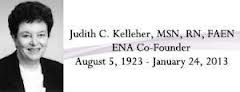 Judith C. Kelleher, MSN, RN, FAEN
ENA Co-Founder
August 5, 1923 - January 24, 2013